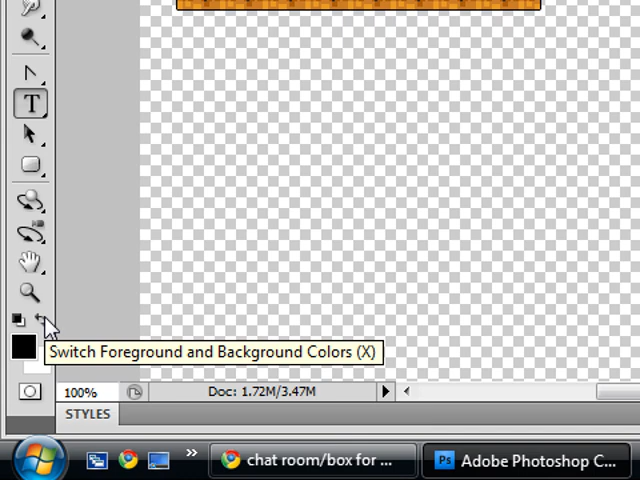 T
Switch Foreground and Background Colors (X)
100%
Doc: 1.72M/3.47M
STYLES
chat room/box for ...
Ps
Adobe Photoshop C...